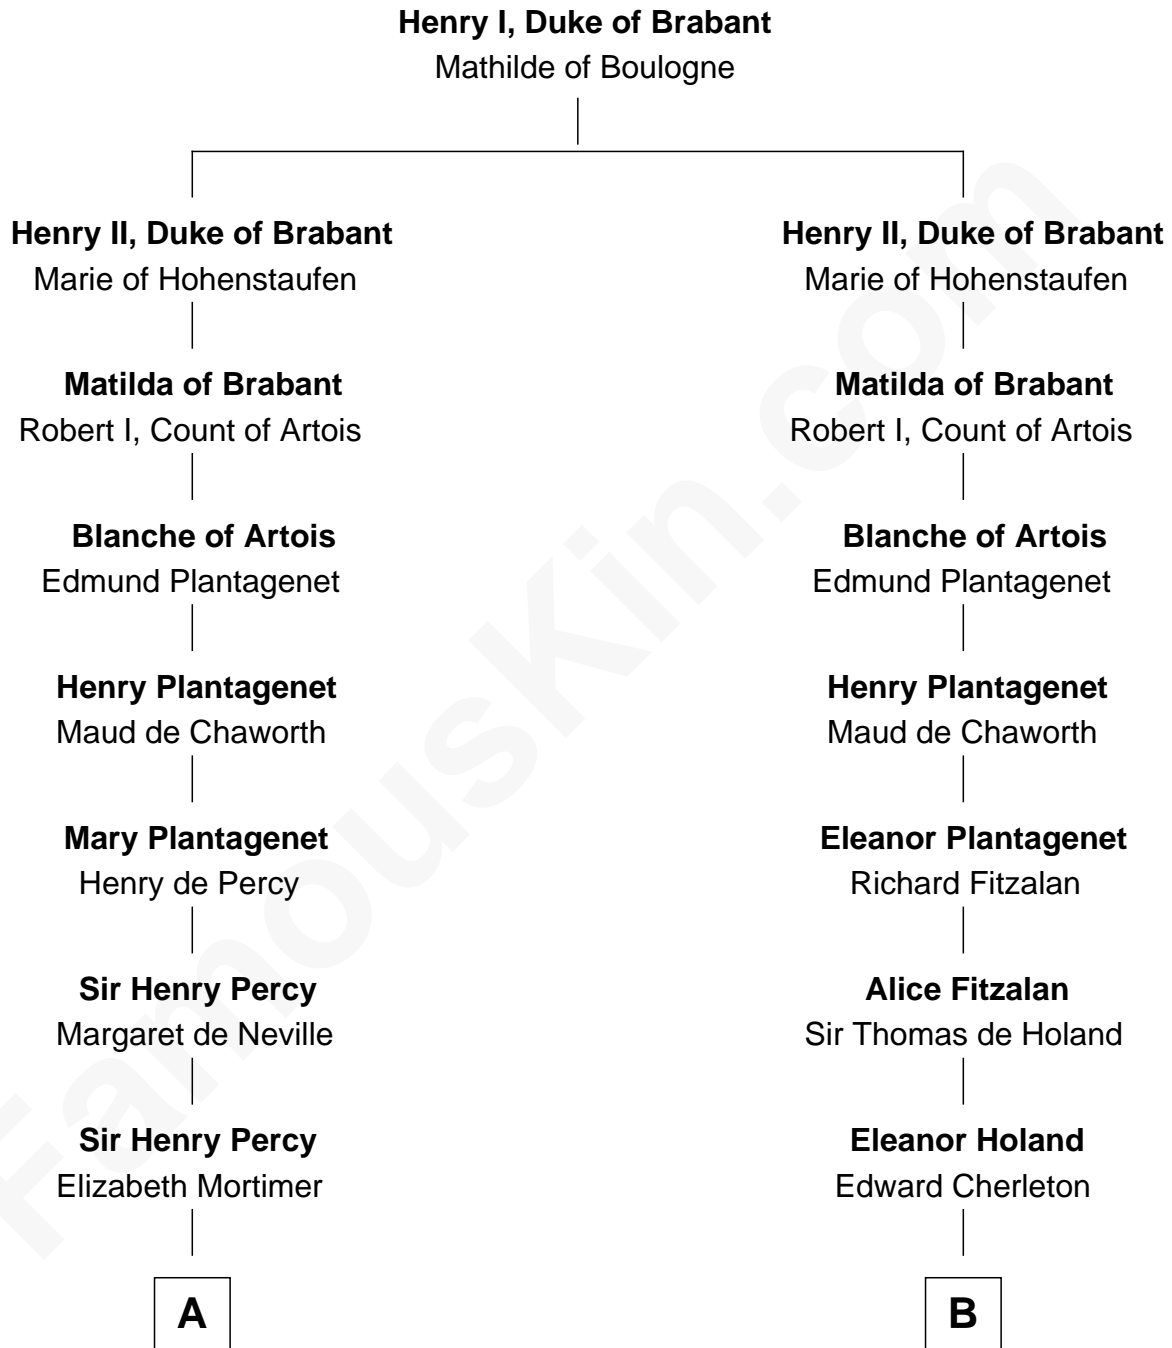 Henry I, Duke of Brabant
Mathilde of Boulogne
Henry II, Duke of Brabant
Marie of Hohenstaufen
Matilda of Brabant
Robert I, Count of Artois
Blanche of Artois
Edmund Plantagenet
Henry Plantagenet
Maud de Chaworth
Mary Plantagenet
Henry de Percy
Sir Henry Percy
Margaret de Neville
Sir Henry Percy
Elizabeth Mortimer
A
Henry II, Duke of Brabant
Marie of Hohenstaufen
Matilda of Brabant
Robert I, Count of Artois
Blanche of Artois
Edmund Plantagenet
Henry Plantagenet
Maud de Chaworth
Eleanor Plantagenet
Richard Fitzalan
Alice Fitzalan
Sir Thomas de Holand
Eleanor Holand
Edward Cherleton
B
FamousKin.com